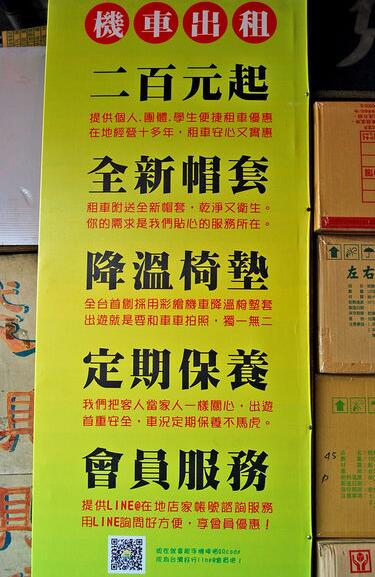 機車出租
二百元起
提供個人.團體.學生便捷租車優惠
在地經營十多年，租車安心又實惠
全新帽套
租車附送全新帽套，乾淨又衛生。
你的需求是我們貼心的服務所在。
降溫椅墊
全台首創採用彩繪機車降溫椅墊套
出遊就是要和車車拍照，獨一無二
定期保養
我們把客人當家人一樣關心，出遊
首重安全，車況定期保養不馬虎。
會員服務
提供LINE@在地店家帳號諮詢服務
用LINE詢問好方便，享會員優惠！
左右